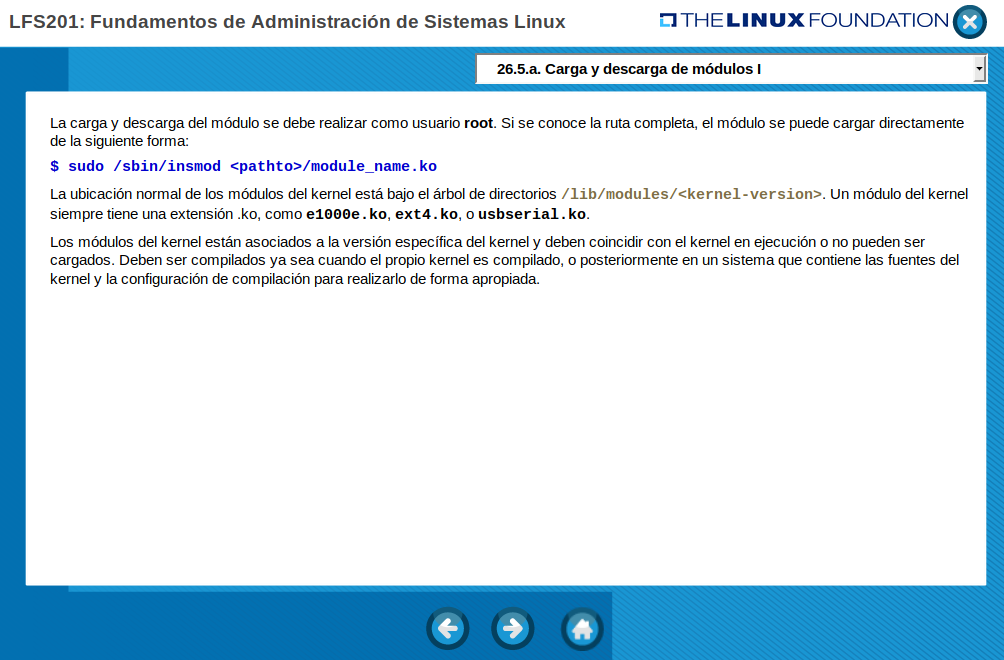 LFS201: Fundamentos de Administración de Sistemas Linux
THE LINUX FOUNDATION
26.5.a. Carga y descarga de módulos I
La carga y descarga del módulo se debe realizar como usuario root. Si se conoce la ruta completa, el módulo se puede cargar directamente
de la siguiente forma:
$ sudo /sbin/insmod <pathto>/module_name.ko
La ubicación normal de los módulos del kernel está bajo el árbol de directorios /lib/modules/<kernel-version>. Un módulo del kernel
siempre tiene una extensión .ko, como e1000e.ko, ext4.ko, o usbserial.ko.
Los módulos del kernel están asociados a la versión específica del kernel y deben coincidir con el kernel en ejecución o no pueden ser
cargados. Deben ser compilados ya sea cuando el propio kernel es compilado, o posteriormente en un sistema que contiene las fuentes del
kernel y la configuración de compilación para realizarlo de forma apropiada.